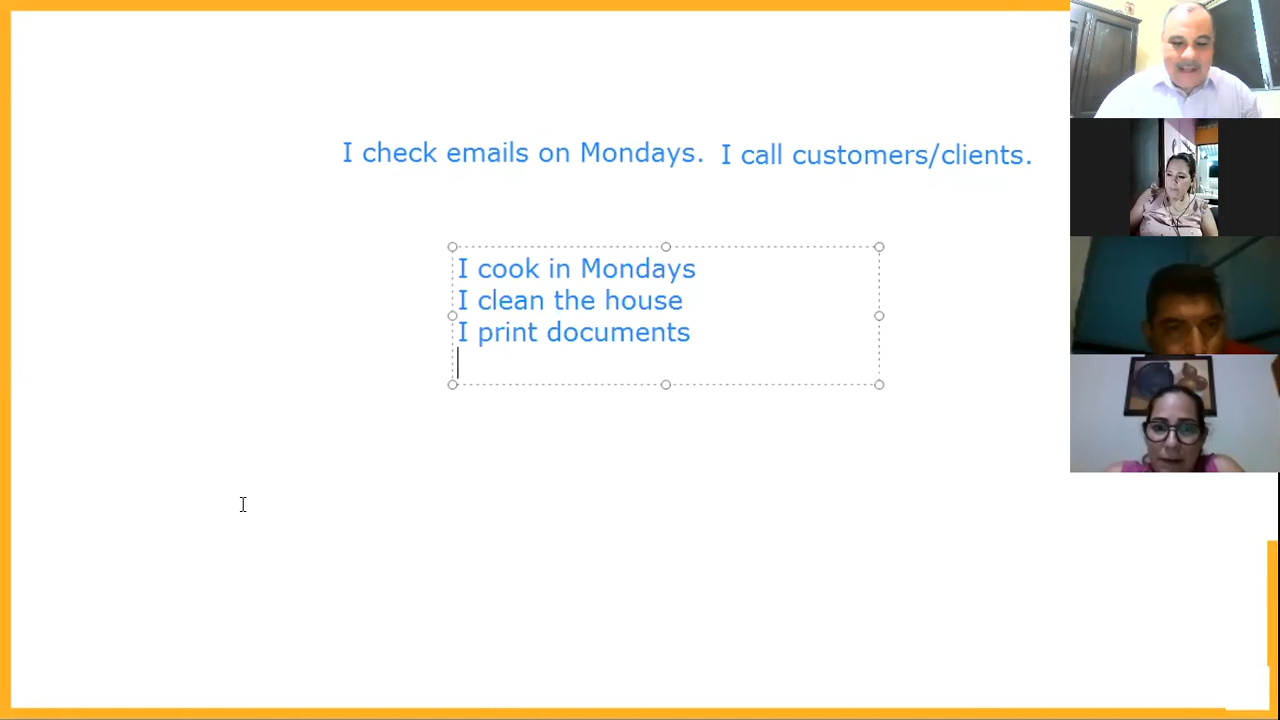 I check emails on Mondays.
I call customers/clients.
I cook in Mondays
I clean the house
I print documents